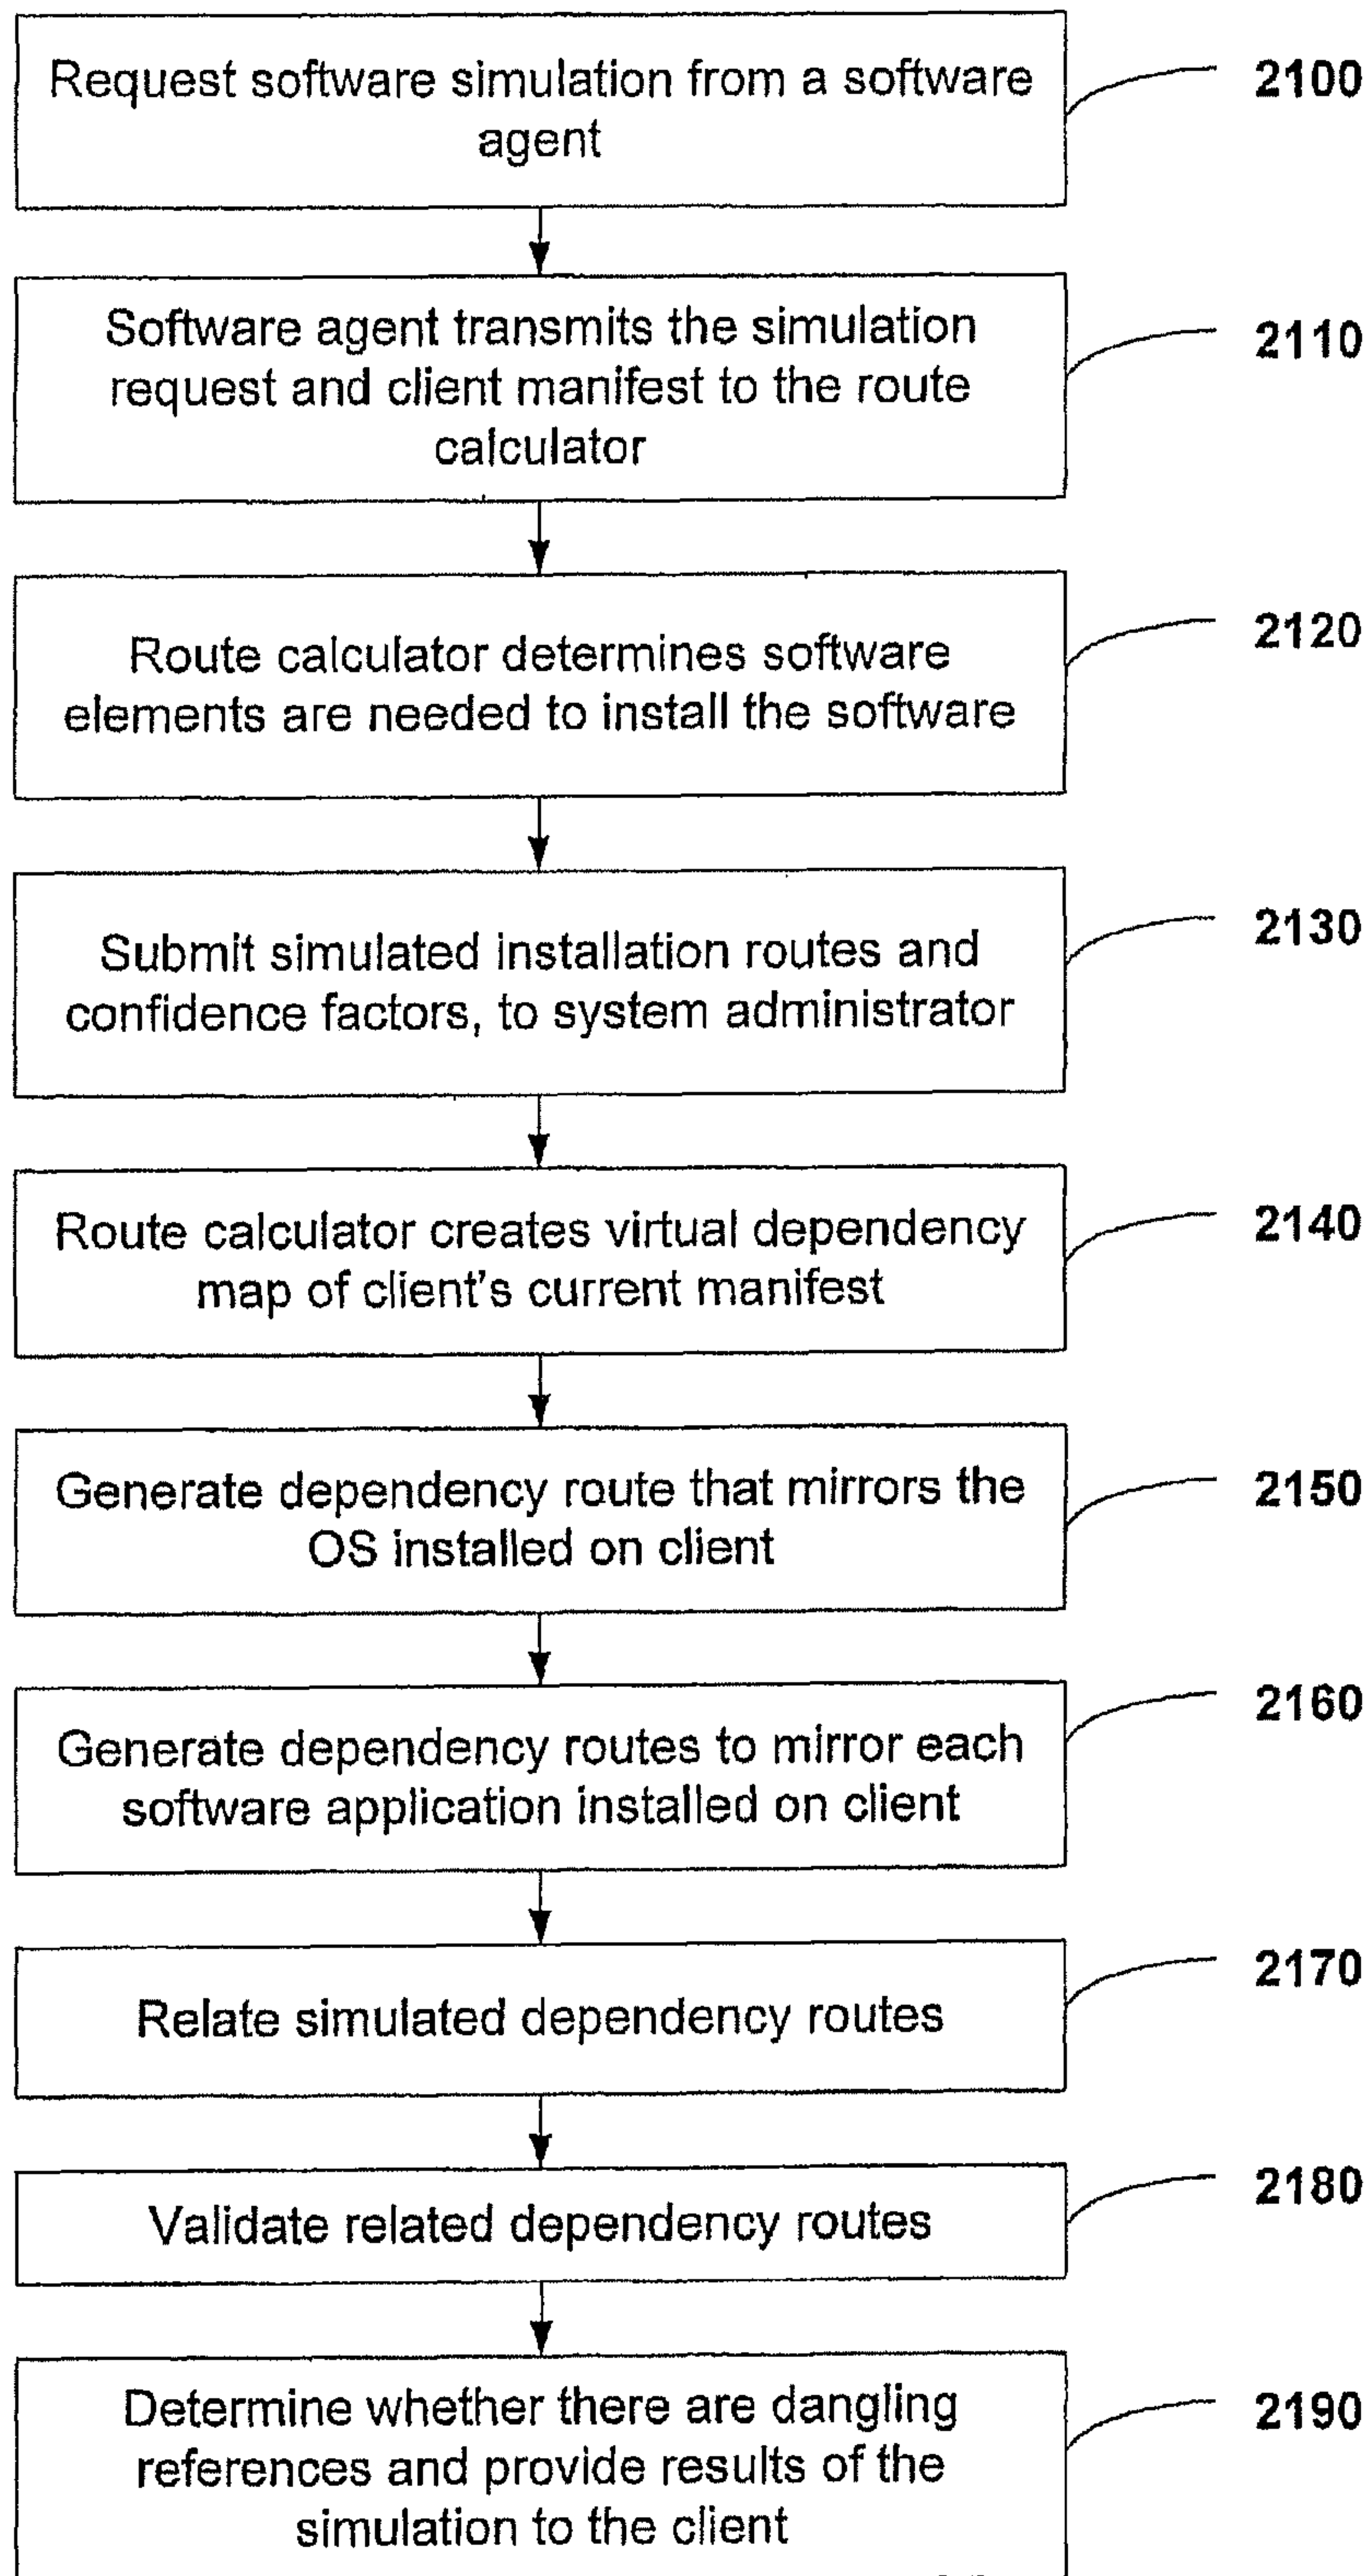 Request software simulation from a software
agent
2100
Software agent transmits the simulation
request and client manifest to the route
calculator
2110
Route calculator determines software
elements are needed to install the software
2120
Submit simulated installation routes and
confidence factors, to system administrator
2130
Route calculator creates virtual dependency
map of client's current manifest
2140
Generate dependency route that mirrors the
OS installed on client
2150
Generate dependency routes to mirror each
software application installed on client
2160
Relate simulated dependency routes
2170
Validate related dependency routes
2180
Determine whether there are dangling
references and provide results of the
simulation to the client
2190